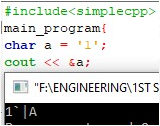 #include<simplecpp>
main_program{
char a = '1';
cout << &a;
"F:\ENGINEERING\1ST S
1`|A